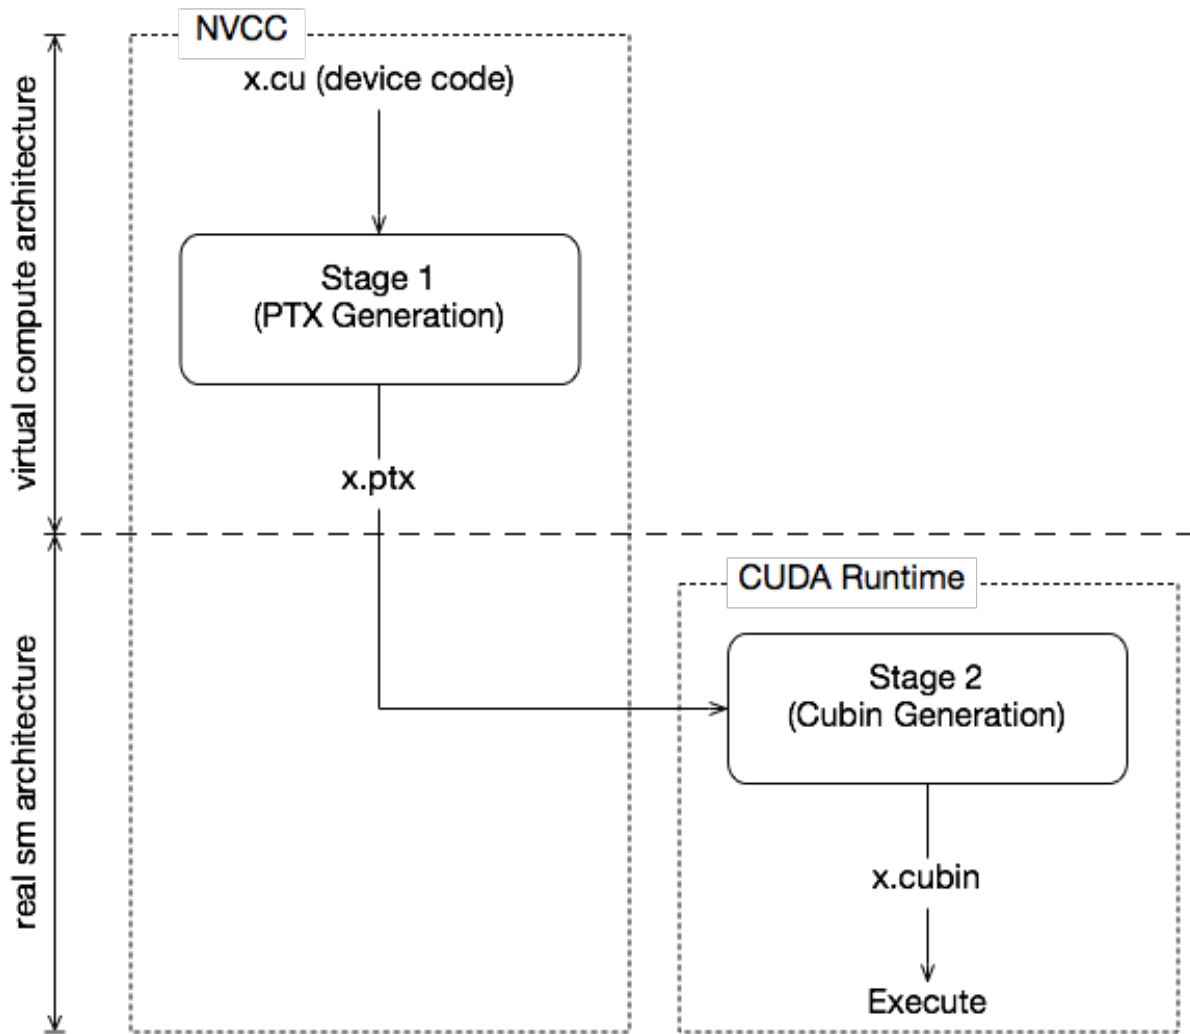 NVCC
x.cu (device code)
virtual compute architecture
Stage 1
(PTX Generation)
x.ptx
CUDA Runtime
real sm architecture
Stage 2
(Cubin Generation)
x.cubin
Execute